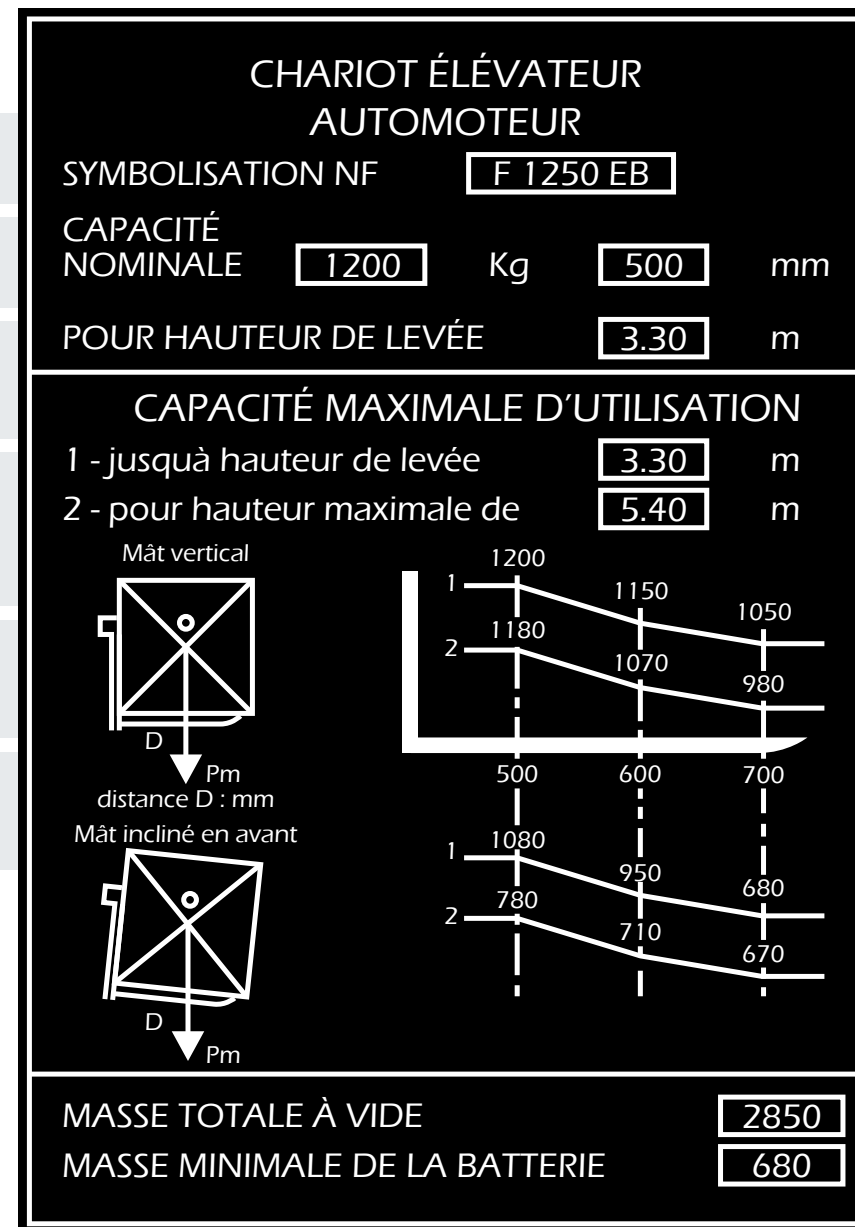 CHARIOT ÉLÉVATEUR
AUTOMOTEUR
SYMBOLISATION NF F 1250 EB
CAPACITÉ
NOMINALE 1200 Kg 500 mm
POUR HAUTEUR DE LEVÉE 3.30 m
CAPACITÉ MAXIMALE D'UTILISATION
1 - jusquà hauteur de levée 3.30 m
2 - pour hauteur maximale de 5.40 m
Mât vertical
D
Pm
distance D : mm
1200
1 1150
1050
1180
2 1070
980
500 600 700
Mât incliné en avant
D
Pm
1080
1 950
680
780
2 710
670
MASSE TOTALE À VIDE 2850
MASSE MINIMALE DE LA BATTERIE 680